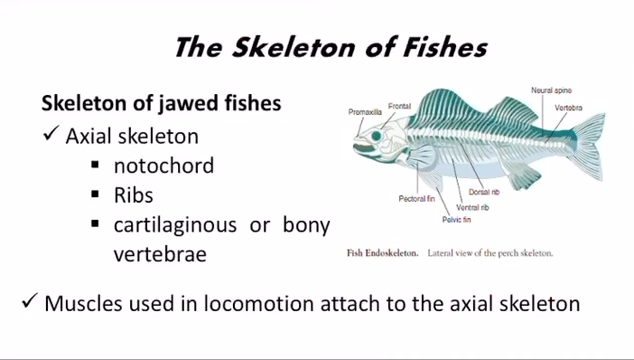 The Skeleton of Fishes
Skeleton of jawed fishes
✓ Axial skeleton
▪ notochord
▪ Ribs
▪ cartilaginous or bony
vertebrae
Premaxilla
Frontal
Neural spine
Vertebra
Pectoral fin
Dorsal rib
Ventral rib
Pelvic fin
Fish Endoskeleton. Lateral view of the perch skeleton.
✓ Muscles used in locomotion attach to the axial skeleton